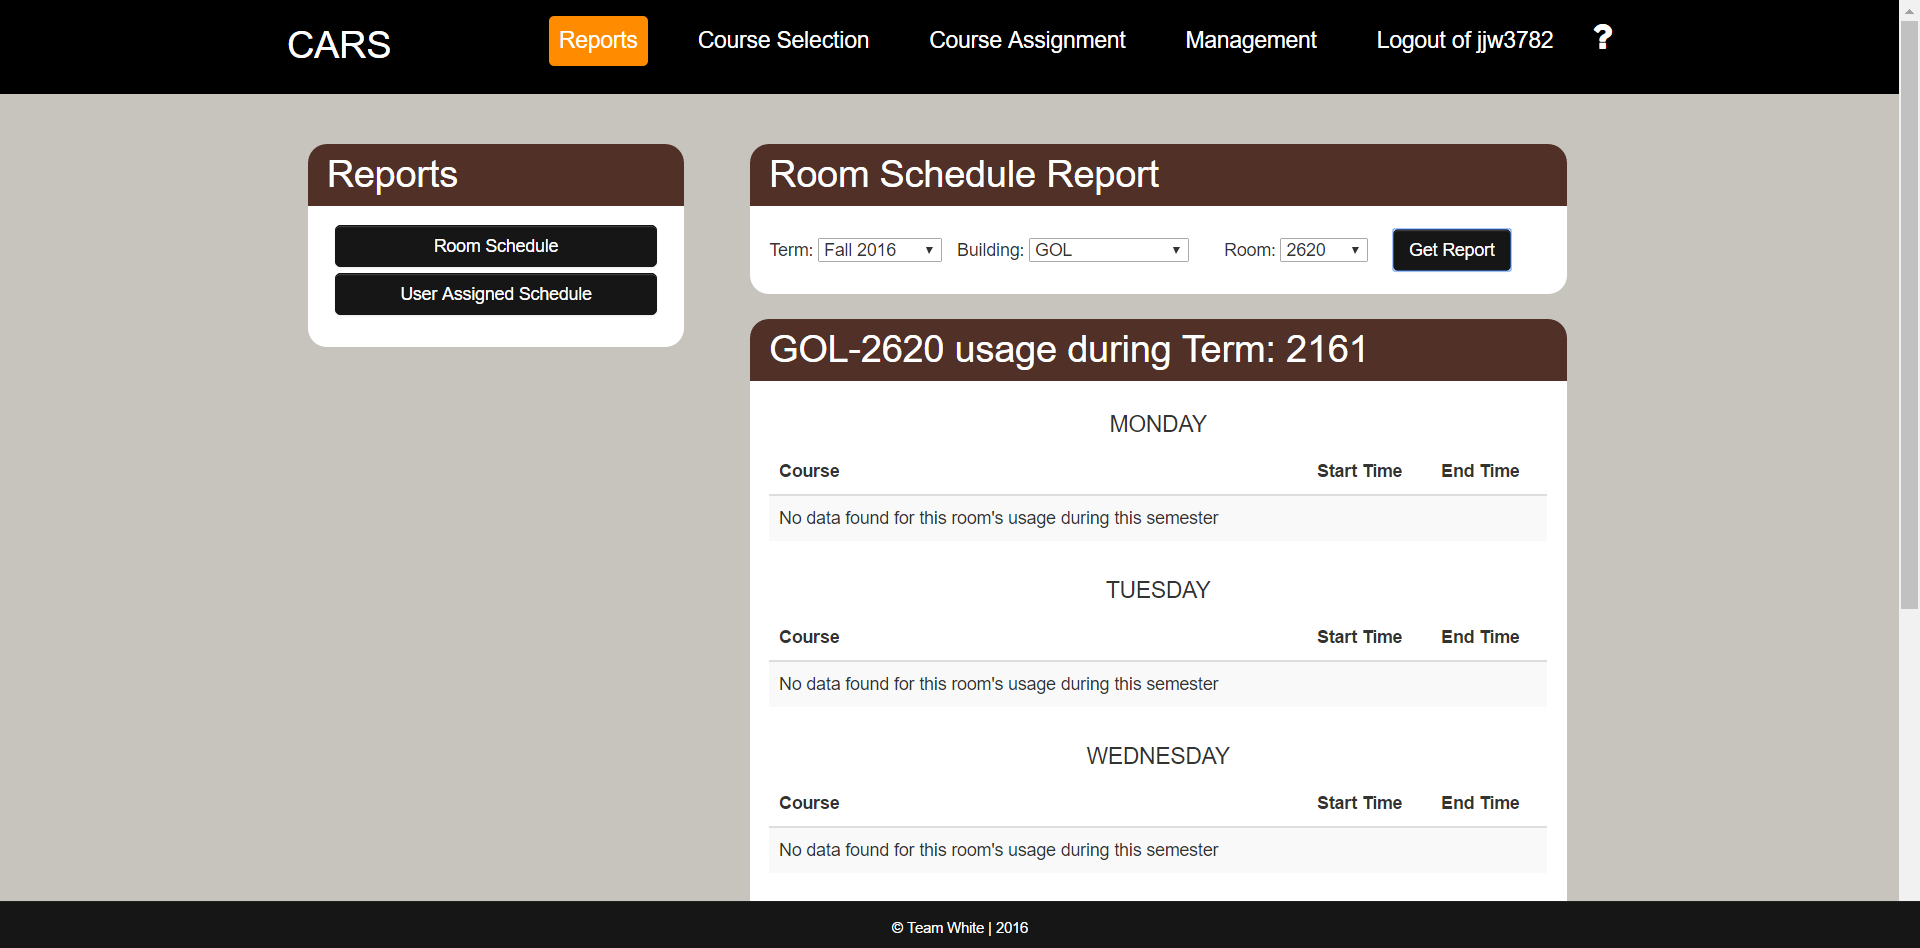 CARS Reports Course Selection Course Assignment Management Logout of jjw3782 ?
Reports
Room Schedule
User Assigned Schedule
Room Schedule Report
Term: Fall 2016 Building: GOL Room: 2620 Get Report
GOL-2620 usage during Term: 2161
MONDAY
Course Start Time End Time
No data found for this room's usage during this semester
TUESDAY
Course Start Time End Time
No data found for this room's usage during this semester
WEDNESDAY
Course Start Time End Time
No data found for this room's usage during this semester
© Team White | 2016